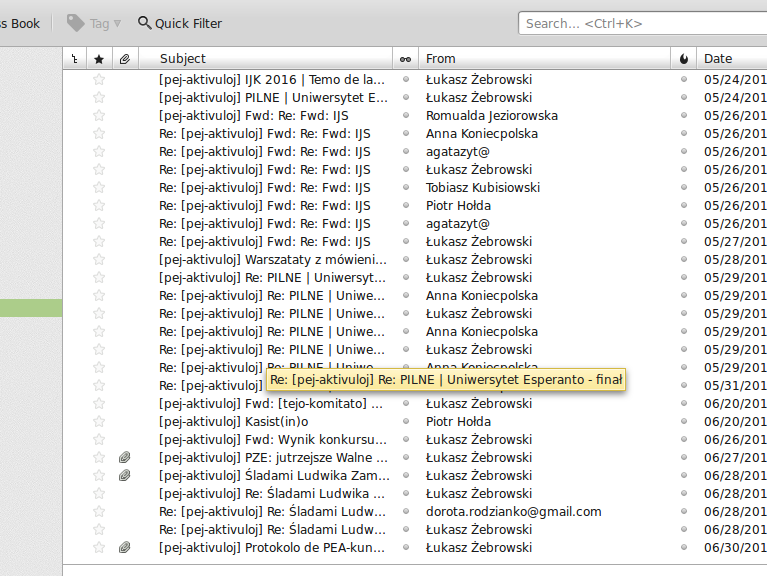 s Book Tag Quick Filter Search... <Ctrl+K>
Subject From Date
[pej-aktivuloj] IJK 2016 | Temo de la... Łukasz Żebrowski 05/24/201
[pej-aktivuloj] PILNE | Uniwersytet E... Łukasz Żebrowski 05/24/201
[pej-aktivuloj] Fwd: Re: Fwd: IJS Romualda Jeziorowska 05/26/201
Re: [pej-aktivuloj] Fwd: Re: Fwd: IJS Anna Koniecpolska 05/26/201
Re: [pej-aktivuloj] Fwd: Re: Fwd: IJS agatazyt@ 05/26/201
Re: [pej-aktivuloj] Fwd: Re: Fwd: IJS Łukasz Żebrowski 05/26/201
Re: [pej-aktivuloj] Fwd: Re: Fwd: IJS Tobiasz Kubisiowski 05/26/201
Re: [pej-aktivuloj] Fwd: Re: Fwd: IJS Piotr Hołda 05/26/201
Re: [pej-aktivuloj] Fwd: Re: Fwd: IJS agatazyt@ 05/26/201
Re: [pej-aktivuloj] Fwd: Re: Fwd: IJS Łukasz Żebrowski 05/27/201
[pej-aktivuloj] Warszataty z mówieni... Łukasz Żebrowski 05/28/201
[pej-aktivuloj] Re: PILNE | Uniwersyt... Łukasz Żebrowski 05/29/201
Re: [pej-aktivuloj] Re: PILNE | Uniwe... Anna Koniecpolska 05/29/201
Re: [pej-aktivuloj] Re: PILNE | Uniwe... Łukasz Żebrowski 05/29/201
Re: [pej-aktivuloj] Re: PILNE | Uniwe... Anna Koniecpolska 05/29/201
Re: [pej-aktivuloj] Re: PILNE | Uniwe... Łukasz Żebrowski 05/29/201
Re: [pej-aktivuloj] Re: PILNE | Uniwe... Anna Koniecpolska 05/29/201
Re: [pej-aktivuloj] Re: PILNE | Uniwersytet Esperanto - finał
Re: [pej-aktivuloj] 05/31/201
[pej-aktivuloj] Fwd: [tejo-komitato] ... Łukasz Żebrowski 06/20/201
[pej-aktivuloj] Kasist(in)o Piotr Hołda 06/20/201
[pej-aktivuloj] Fwd: Wynik konkursu... Łukasz Żebrowski 06/26/201
[pej-aktivuloj] PZE: jutrzejsze Walne ... Łukasz Żebrowski 06/27/201
[pej-aktivuloj] Śladami Ludwika Zam... Łukasz Żebrowski 06/28/201
[pej-aktivuloj] Re: Śladami Ludwika ... Łukasz Żebrowski 06/28/201
Re: [pej-aktivuloj] Re: Śladami Ludw... dorota.rodzianko@gmail.com 06/28/201
Re: [pej-aktivuloj] Re: Śladami Ludw... Łukasz Żebrowski 06/28/201
[pej-aktivuloj] Protokolo de PEA-kun... Łukasz Żebrowski 06/30/201